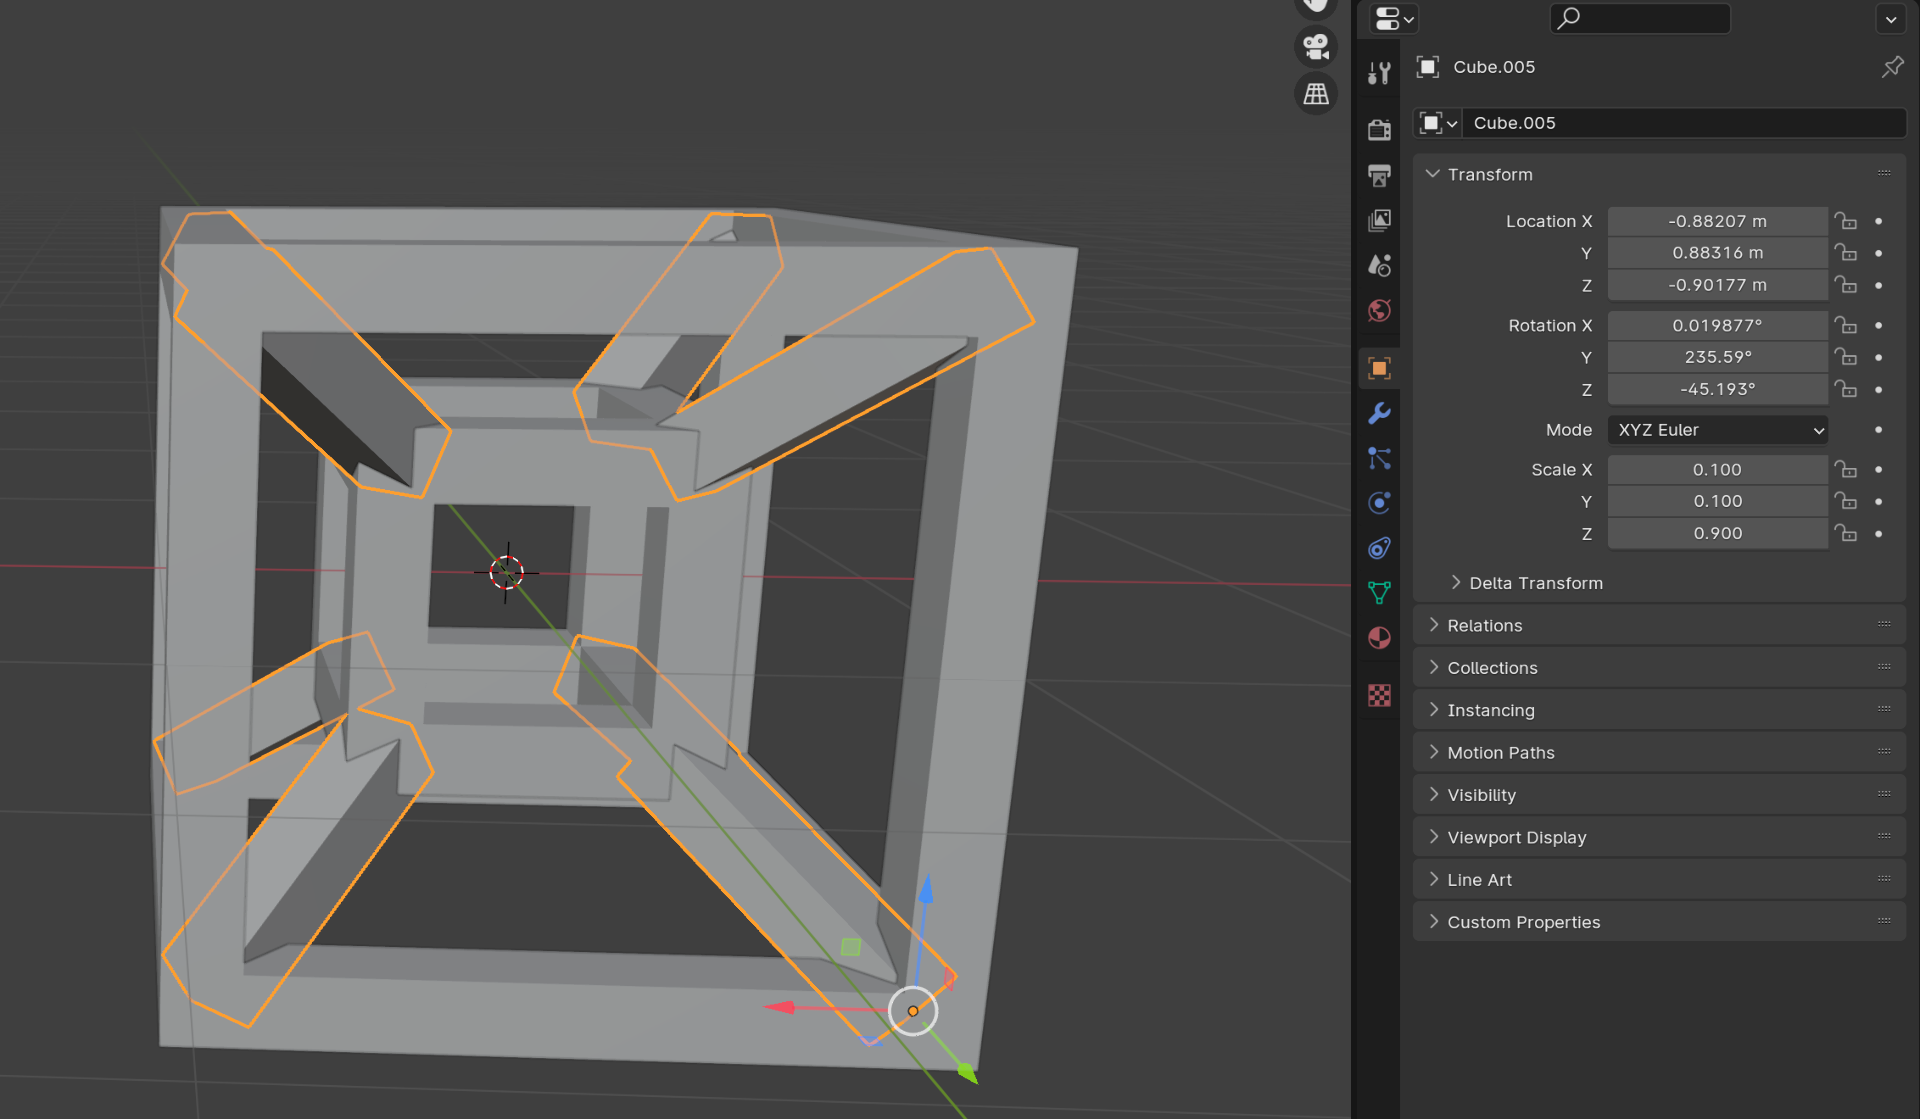 Cube.005
Cube.005
Transform
Location X -0.88207 m
Y 0.88316 m
Z -0.90177 m
Rotation X 0.019877°
Y 235.59°
Z -45.193°
Mode XYZ Euler
Scale X 0.100
Y 0.100
Z 0.900
Delta Transform
Relations
Collections
Instancing
Motion Paths
Visibility
Viewport Display
Line Art
Custom Properties